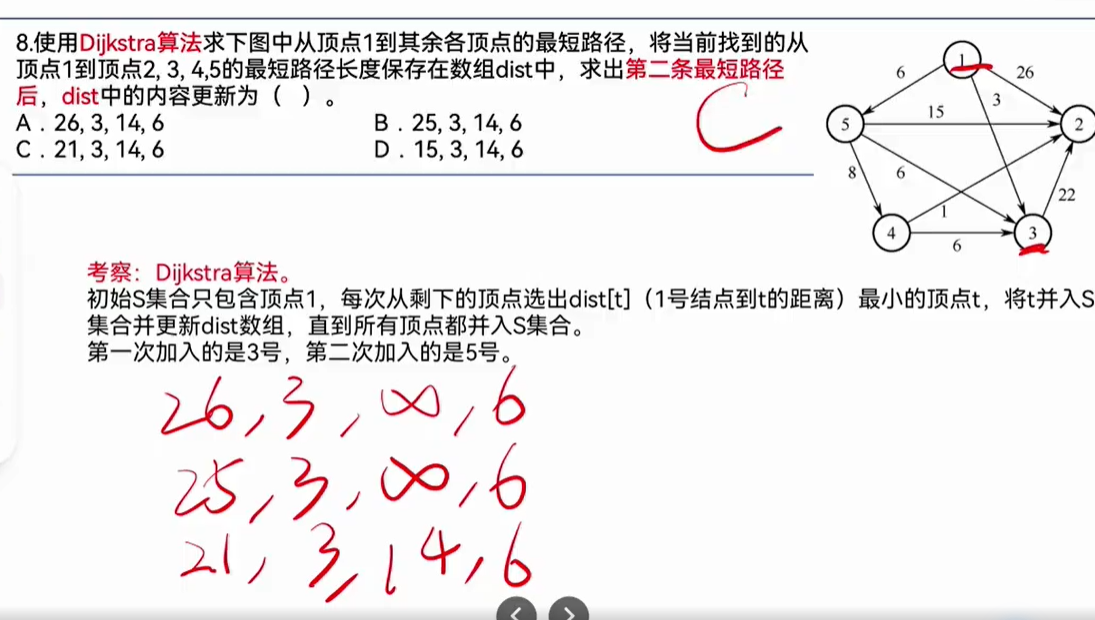 8.使用Dijkstra算法求下图中从顶点1到其余各顶点的最短路径，将当前找到的从
顶点1到顶点2, 3, 4,5的最短路径长度保存在数组dist中，求出第二条最短路径
后，dist中的内容更新为（  ）。
A．26, 3, 14, 6
B．25, 3, 14, 6
C．21, 3, 14, 6
D．15, 3, 14, 6
C
1
6
26
3
5
15
2
8
6
22
1
4
6
3
考察：Dijkstra算法。
初始S集合只包含顶点1，每次从剩下的顶点选出dist[t]（1号结点到t的距离）最小的顶点t，将t并入S
集合并更新dist数组，直到所有顶点都并入S集合。
第一次加入的是3号，第二次加入的是5号。
26, 3, ∞, 6
25, 3, ∞, 6
21, 3, 14, 6